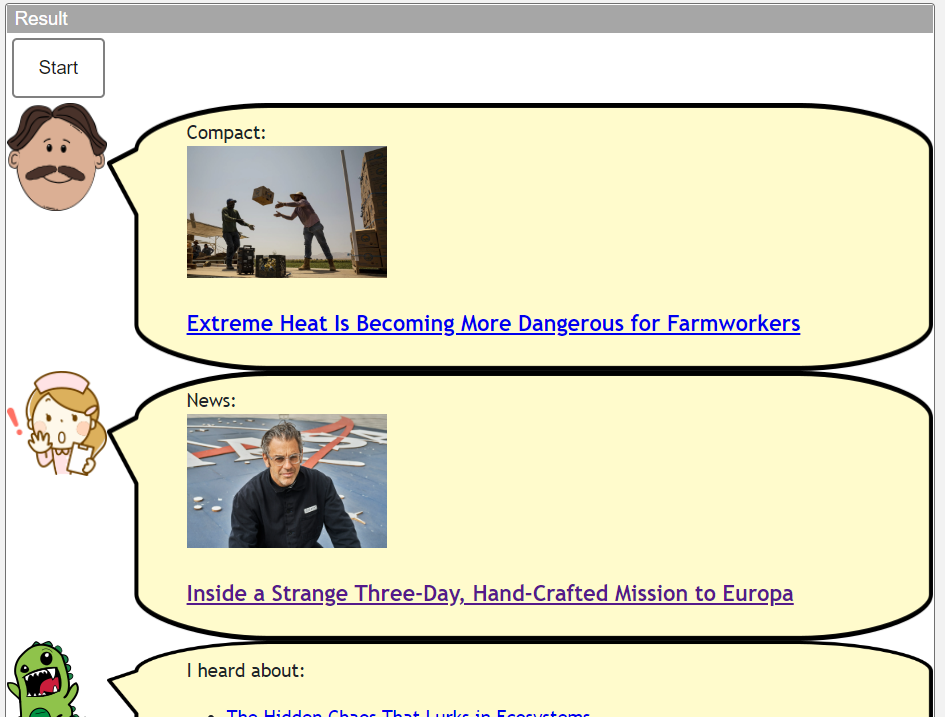 Result
Start
Compact:
Extreme Heat Is Becoming More Dangerous for Farmworkers
News:
Inside a Strange Three-Day, Hand-Crafted Mission to Europa
I heard about:
The Hidden Chaos That Lurks in Ecosystems